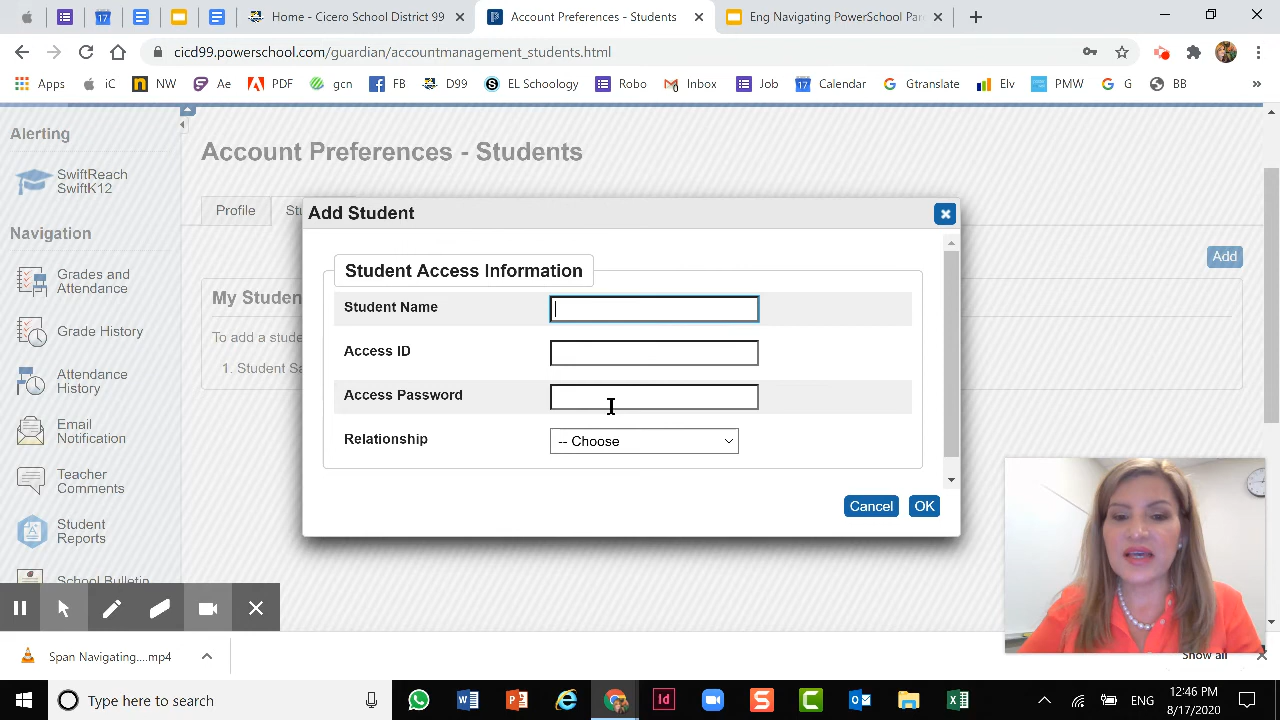 Home - Cicero School District 99
Account Preferences - Students
Eng Navigating PowerSchool P
cicd99.powerschool.com/guardian/accountmanagement_students.html
Apps iC NW Ae PDF gcn FB D99 EL Schoology Robo Inbox Job Calendar Gtranslate Elv PMW G BB »
Alerting
SwiftReach
SwiftK12
Navigation
Grades and
Attendance
Grade History
Attendance
History
Email
Notification
Teacher
Comments
Student
Reports
School Bulletin
Account Preferences - Students
Profile
Stu
Add
My Studen
To add a stude
1. Student Sa
Add Student
Student Access Information
Student Name
Access ID
Access Password
Relationship
-- Choose
Cancel
OK
Span Navigating....mp4
Show all
Type here to search
ENG
12:46 PM
8/17/2020